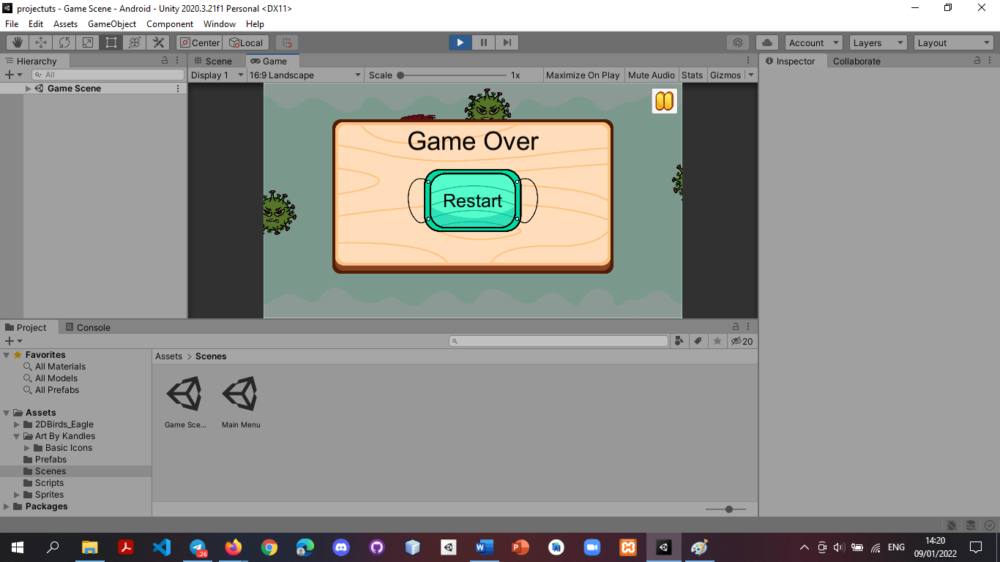 projectuts - Game Scene - Android - Unity 2020.3.21f1 Personal <DX11>
File Edit Assets GameObject Component Window Help
Center Local Account Layers Layout
Hierarchy Scene Game Inspector Collaborate
All Display 1 16:9 Landscape Scale 1x Maximize On Play Mute Audio Stats Gizmos
Game Scene
Game Over
Restart
Project Console
20
Favorites Assets > Scenes
All Materials
All Models
All Prefabs
Assets
2DBirds_Eagle Game Sce... Main Menu
Art By Kandles
Basic Icons
Prefabs
Scenes
Scripts
Sprites
Packages
.26 ENG 14:20
09/01/2022